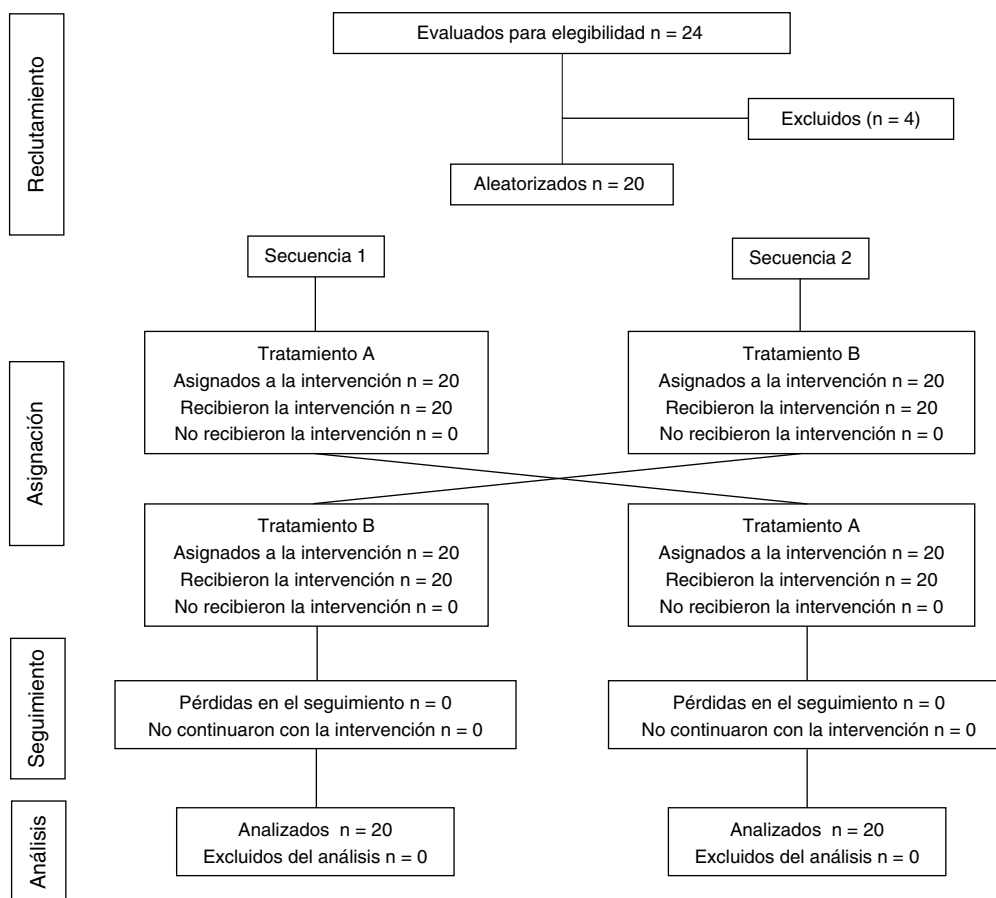 Reclutamiento
Evaluados para elegibilidad n = 24
Excluidos (n = 4)
Aleatorizados n = 20
Secuencia 1
Secuencia 2
Asignación
Tratamiento A
Asignados a la intervención n = 20
Recibieron la intervención n = 20
No recibieron la intervención n = 0
Tratamiento B
Asignados a la intervención n = 20
Recibieron la intervención n = 20
No recibieron la intervención n = 0
Tratamiento B
Asignados a la intervención n = 20
Recibieron la intervención n = 20
No recibieron la intervención n = 0
Tratamiento A
Asignados a la intervención n = 20
Recibieron la intervención n = 20
No recibieron la intervención n = 0
Seguimiento
Pérdidas en el seguimiento n = 0
No continuaron con la intervención n = 0
Pérdidas en el seguimiento n = 0
No continuaron con la intervención n = 0
Análisis
Analizados n = 20
Excluidos del análisis n = 0
Analizados n = 20
Excluidos del análisis n = 0